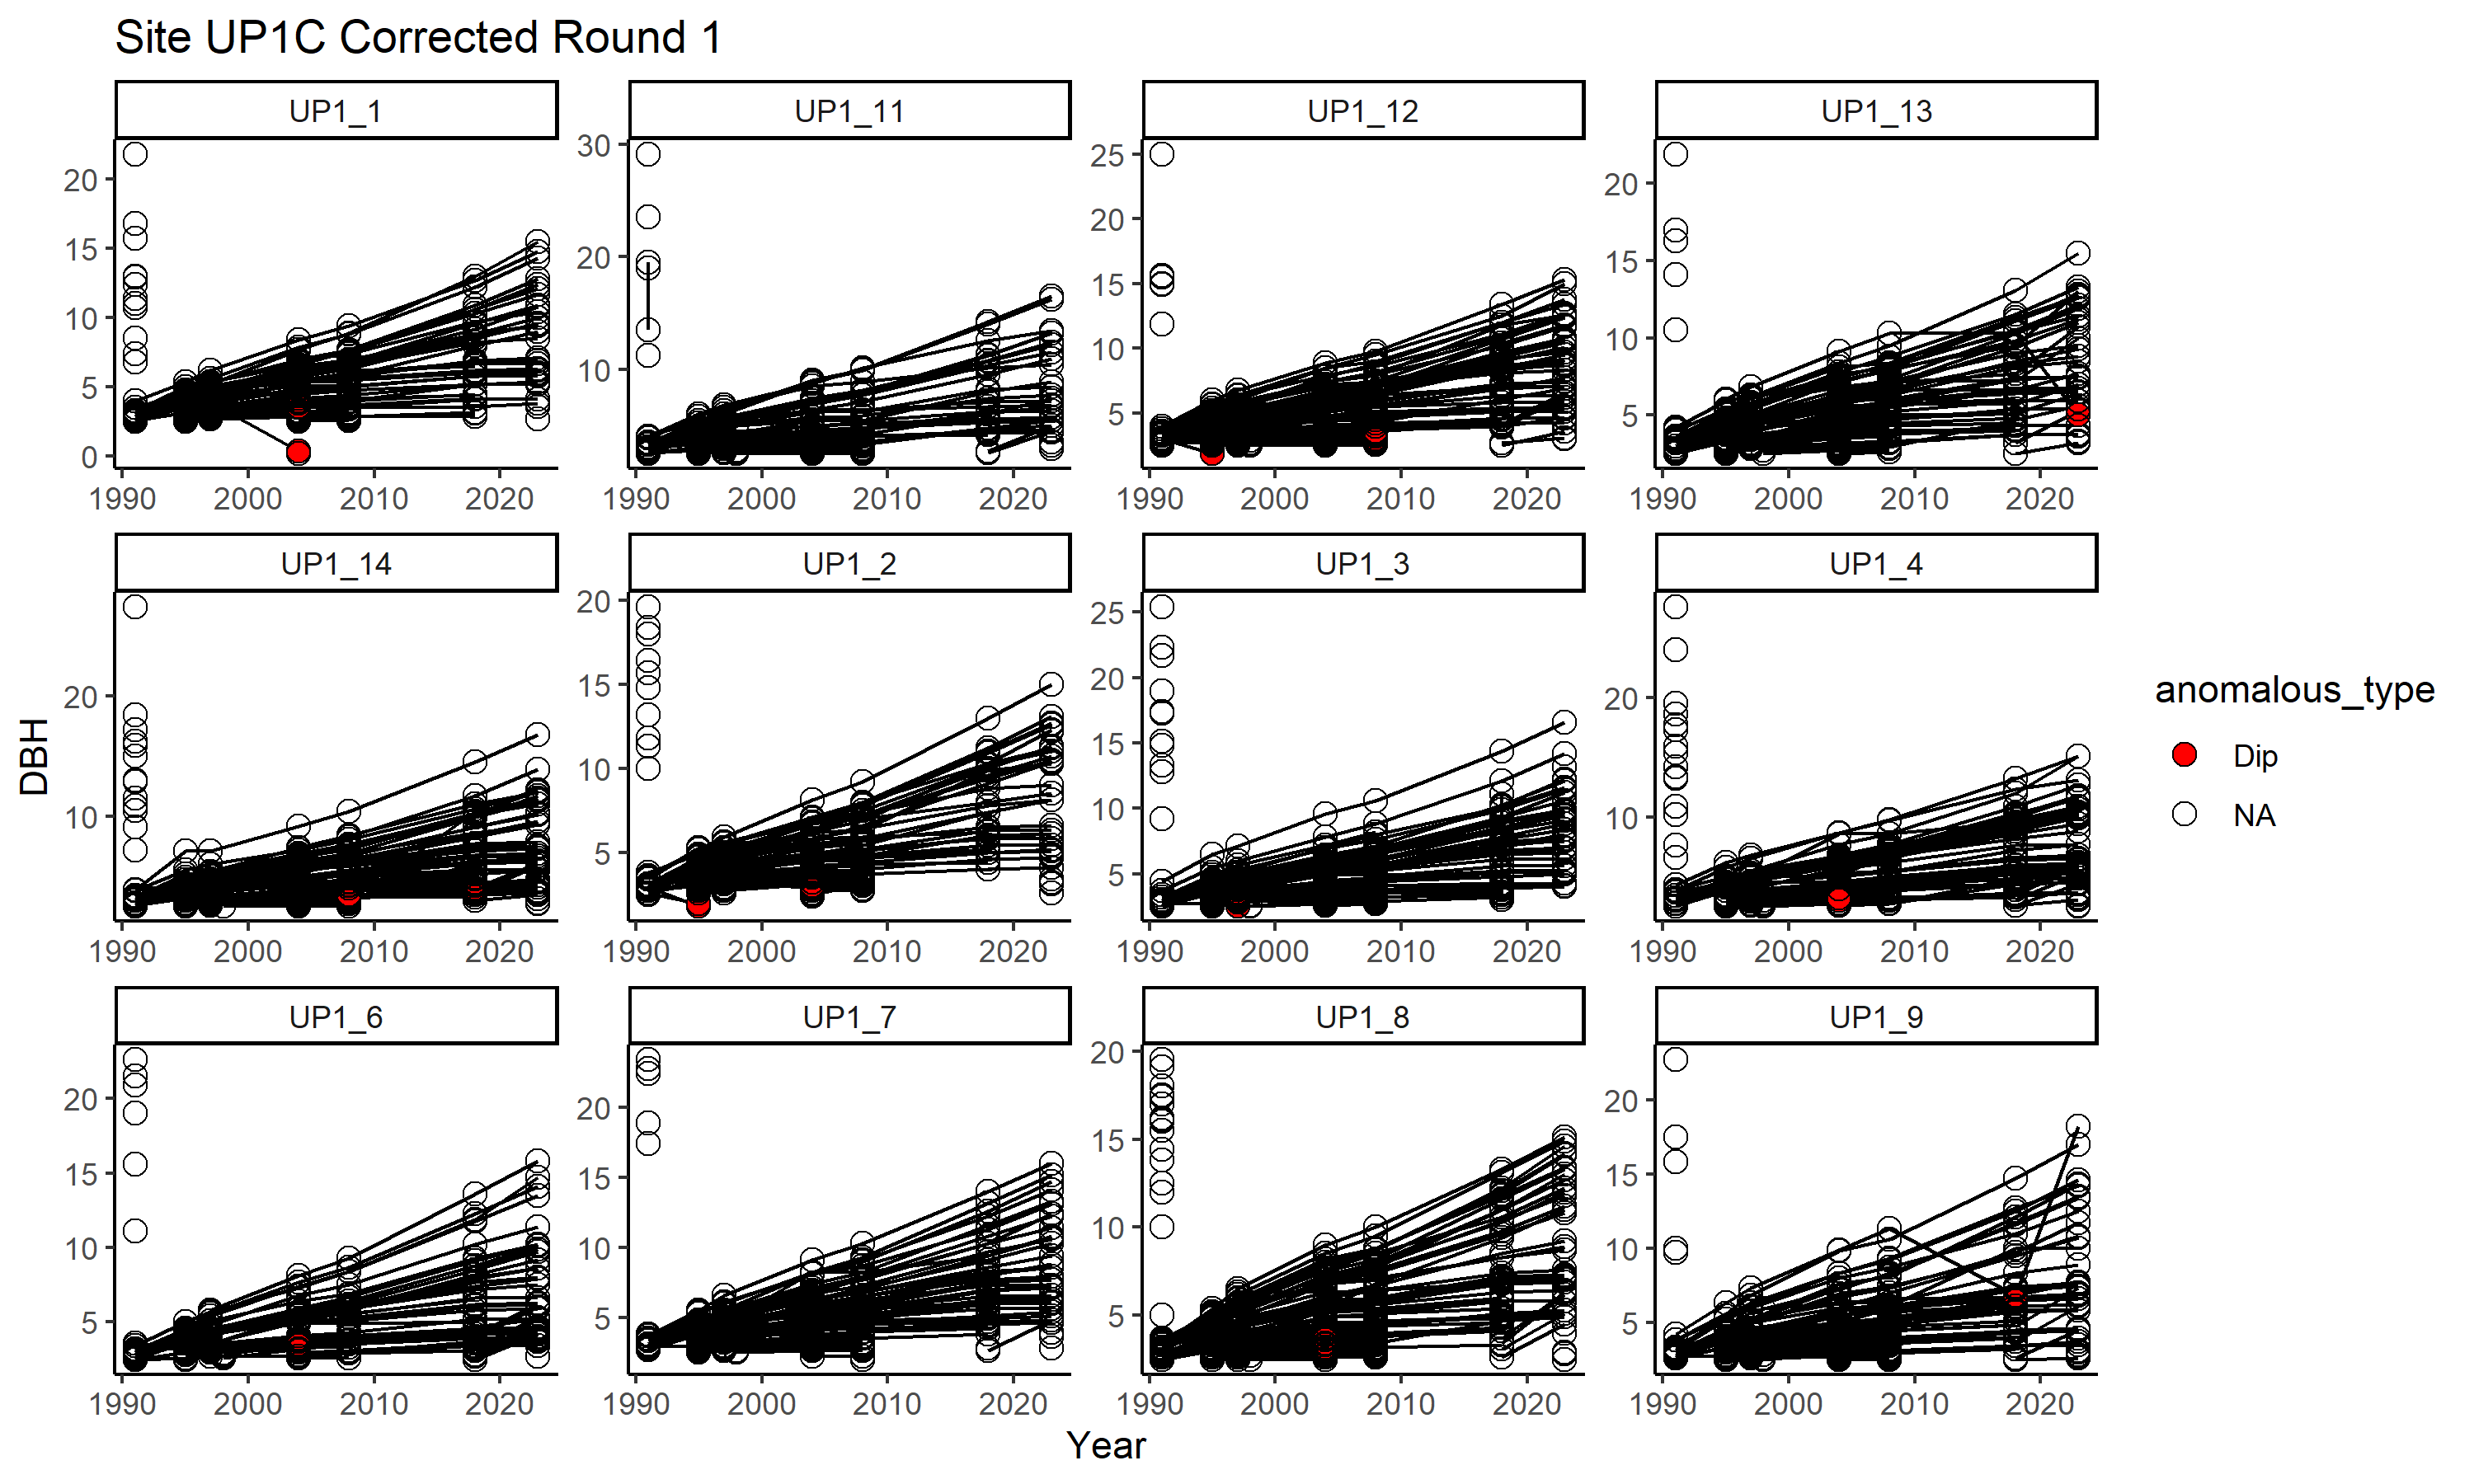 Site UP1C Corrected Round 1
UP1_1 UP1_11 UP1_12 UP1_13
20 15 10 5 0
30 20 10
25 20 15 10 5
20 15 10 5
1990 2000 2010 2020 1990 2000 2010 2020 1990 2000 2010 2020 1990 2000 2010 2020
UP1_14 UP1_2 UP1_3 UP1_4
20 10
20 15 10 5
25 20 15 10 5
20 10
1990 2000 2010 2020 1990 2000 2010 2020 1990 2000 2010 2020 1990 2000 2010 2020
UP1_6 UP1_7 UP1_8 UP1_9
20 15 10 5
20 15 10 5
20 15 10 5
20 15 10 5
1990 2000 2010 2020 1990 2000 2010 2020 1990 2000 2010 2020 1990 2000 2010 2020
DBH
Year
anomalous_type
Dip
NA